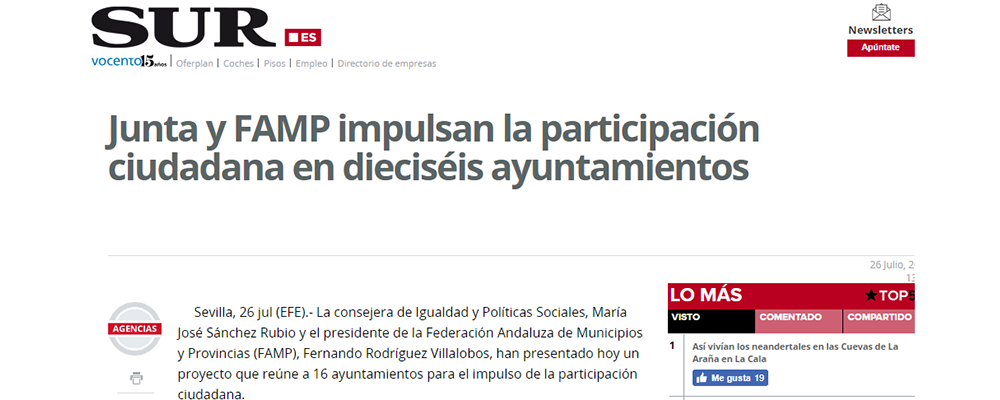 SUR ES
Newsletters
Apúntate
vocento 15 años | Oferplan | Coches | Pisos | Empleo | Directorio de empresas
Junta y FAMP impulsan la participación
ciudadana en dieciséis ayuntamientos
26 Julio, 2
13
AGENCIAS
Sevilla, 26 jul (EFE).- La consejera de Igualdad y Políticas Sociales, María
José Sánchez Rubio y el presidente de la Federación Andaluza de Municipios
y Provincias (FAMP), Fernando Rodríguez Villalobos, han presentado hoy un
proyecto que reúne a 16 ayuntamientos para el impulso de la participación
ciudadana.
LO MÁS ★TOP5
VISTO COMENTADO COMPARTIDO
1 Así vivían los neandertales en las Cuevas de La
Araña en La Cala
Me gusta 19